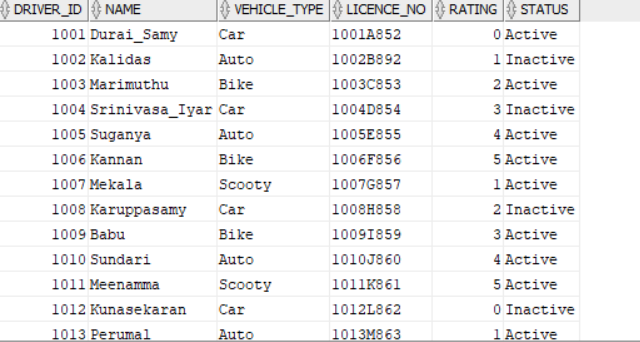 DRIVER_ID NAME VEHICLE_TYPE LICENCE_NO RATING STATUS
1001 Durai_Samy Car 1001A852 0 Active
1002 Kalidas Auto 1002B892 1 Inactive
1003 Marimuthu Bike 1003C853 2 Active
1004 Srinivasa_Iyar Car 1004D854 3 Inactive
1005 Suganya Auto 1005E855 4 Active
1006 Kannan Bike 1006F856 5 Active
1007 Mekala Scooty 1007G857 1 Active
1008 Karuppasamy Car 1008H858 2 Inactive
1009 Babu Bike 1009I859 3 Active
1010 Sundari Auto 1010J860 4 Active
1011 Meenamma Scooty 1011K861 5 Active
1012 Kunasekaran Car 1012L862 0 Inactive
1013 Perumal Auto 1013M863 1 Active